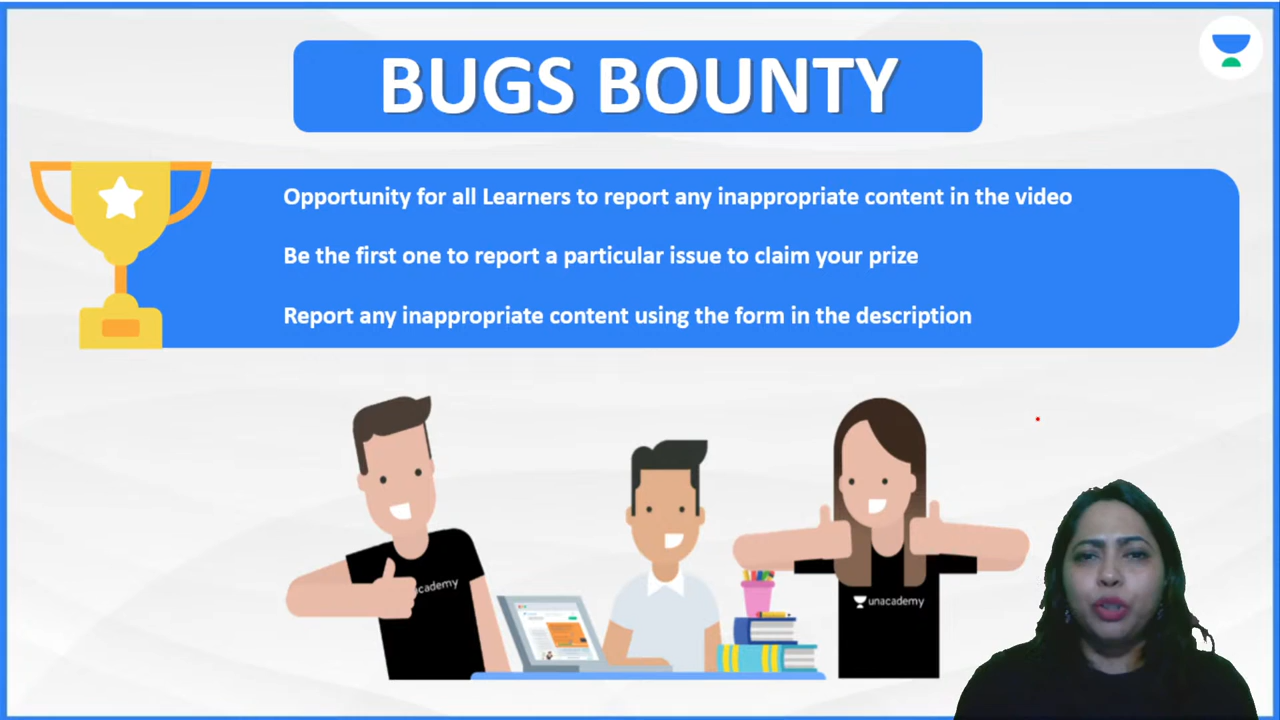 BUGS BOUNTY
Opportunity for all Learners to report any inappropriate content in the video
Be the first one to report a particular issue to claim your prize
Report any inappropriate content using the form in the description
cademy
unacademy